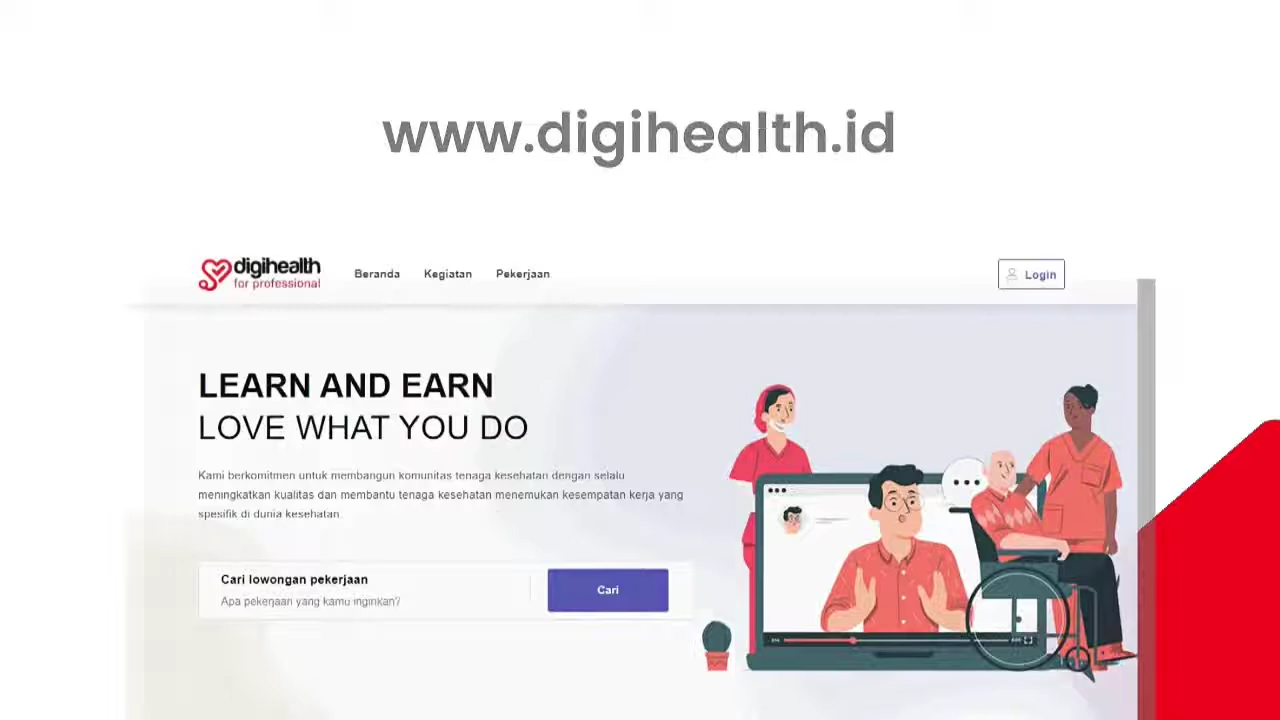 www.digihealth.id
digihealth
for professional
Beranda Kegiatan Pekerjaan Login
LEARN AND EARN
LOVE WHAT YOU DO
Kami berkomitmen untuk membangun komunitas tenaga kesehatan dengan selalu
meningkatkan kualitas dan membantu tenaga kesehatan menemukan kesempatan kerja yang
spesifik di dunia kesehatan.
Cari lowongan pekerjaan
Apa pekerjaan yang kamu inginkan?
Cari